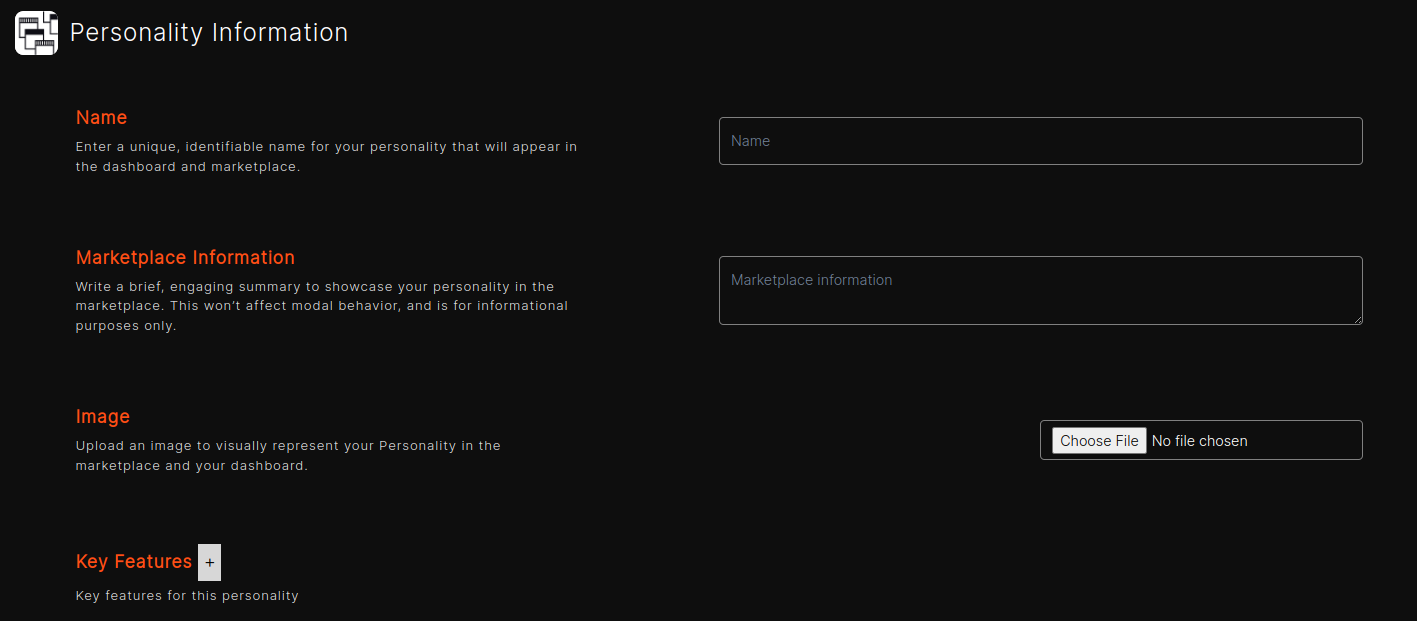 Personality Information
Name
Enter a unique, identifiable name for your personality that will appear in
the dashboard and marketplace.
Name
Marketplace Information
Write a brief, engaging summary to showcase your personality in the
marketplace. This won't affect modal behavior, and is for informational
purposes only.
Marketplace information
Image
Upload an image to visually represent your Personality in the
marketplace and your dashboard.
Choose File No file chosen
Key Features +
Key features for this personality